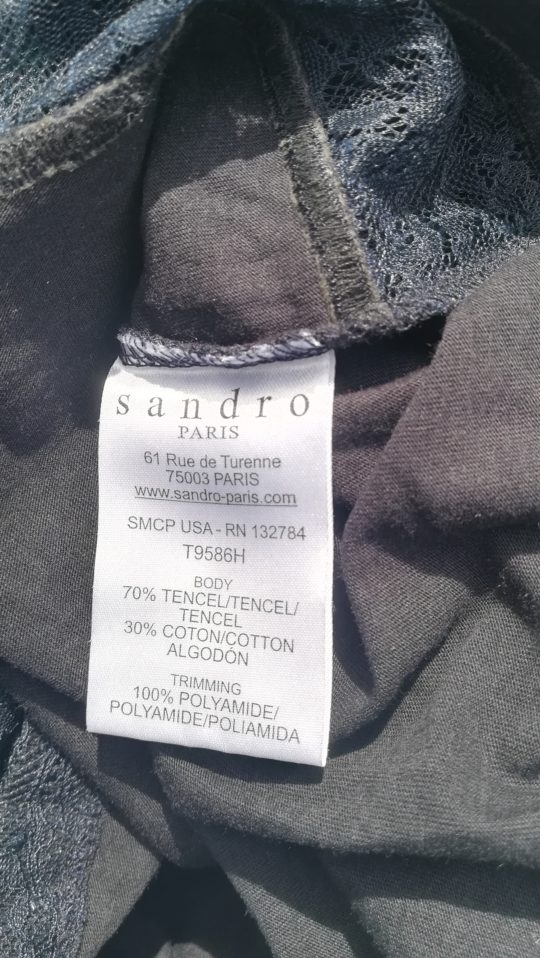 sandro
PARIS
61 Rue de Turenne
75003 PARIS
www.sandro-paris.com
SMCP USA - RN 132784
T9586H
BODY
70% TENCEL/TENCEL/
TENCEL
30% COTON/COTTON
ALGODÓN
TRIMMING
100% POLYAMIDE/
POLYAMIDE/POLIAMIDA